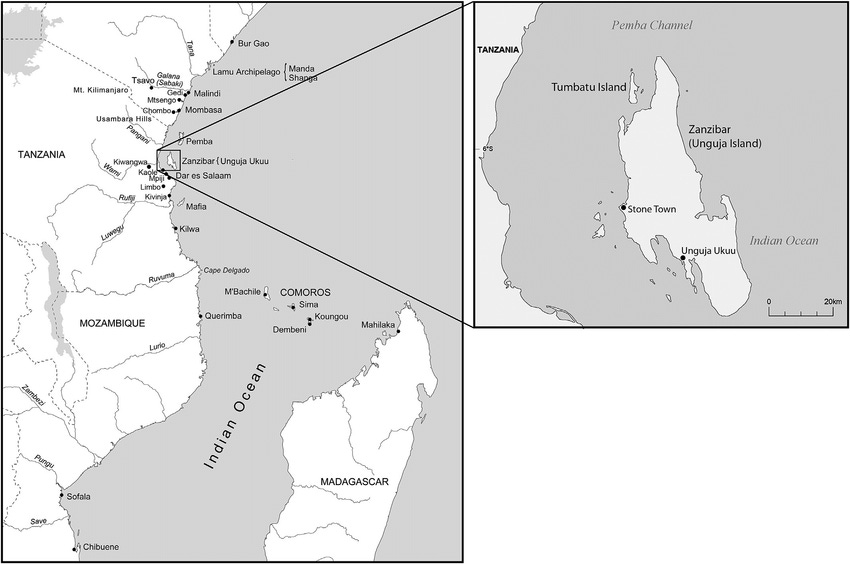 Bur Gao
Tana
Lamu Archipelago { Manda
Shanga
Galana
(Sabaki)
Tsavo
Mt. Kilimanjaro
Gedi
Malindi
Mtsengo
Chombo
Mombasa
Usambara Hills
Pangani
Pemba
TANZANIA
Kiwangwa
Zanzibar { Unguja Ukuu
Wami
Kaole
Mpiji
Dar es Salaam
Limbo
Kivinja
Rufiji
Mafia
Luwegu
Kilwa
Ruvuma
Cape Delgado
M'Bachile
COMOROS
Sima
Koungou
Dembeni
Querimba
MOZAMBIQUE
Mahilaka
Lurio
Indian Ocean
Zambezi
Pungu
MADAGASCAR
Sofala
Save
Chibuene
Pemba Channel
TANZANIA
Tumbatu Island
Zanzibar
(Unguja Island)
6°S
Stone Town
Unguja Ukuu
Indian Ocean
0 20km